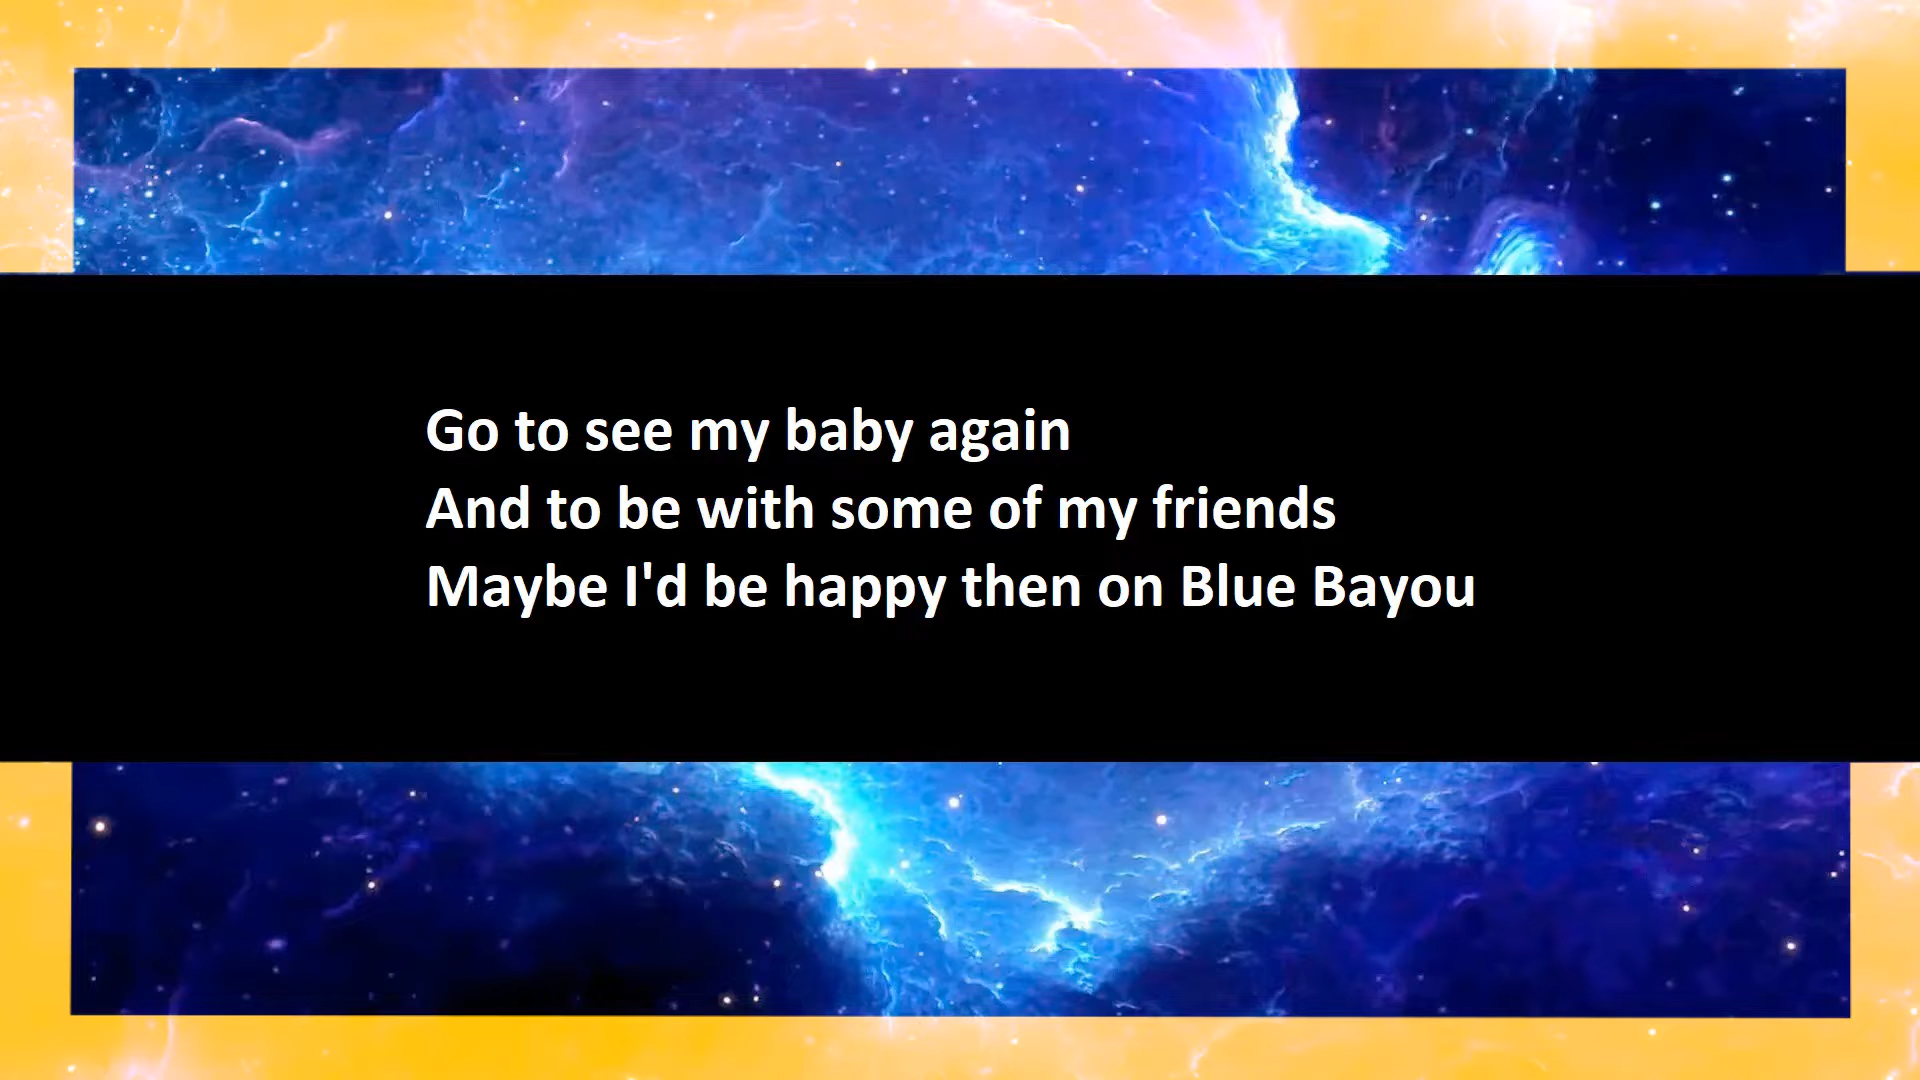 Go to see my baby again
And to be with some of my friends
Maybe I'd be happy then on Blue Bayou